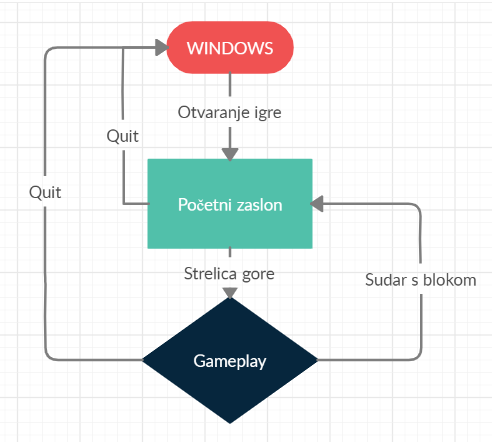 WINDOWS
Otvaranje igre
Quit
Quit
Početni zaslon
Strelica gore
Sudar s blokom
Gameplay